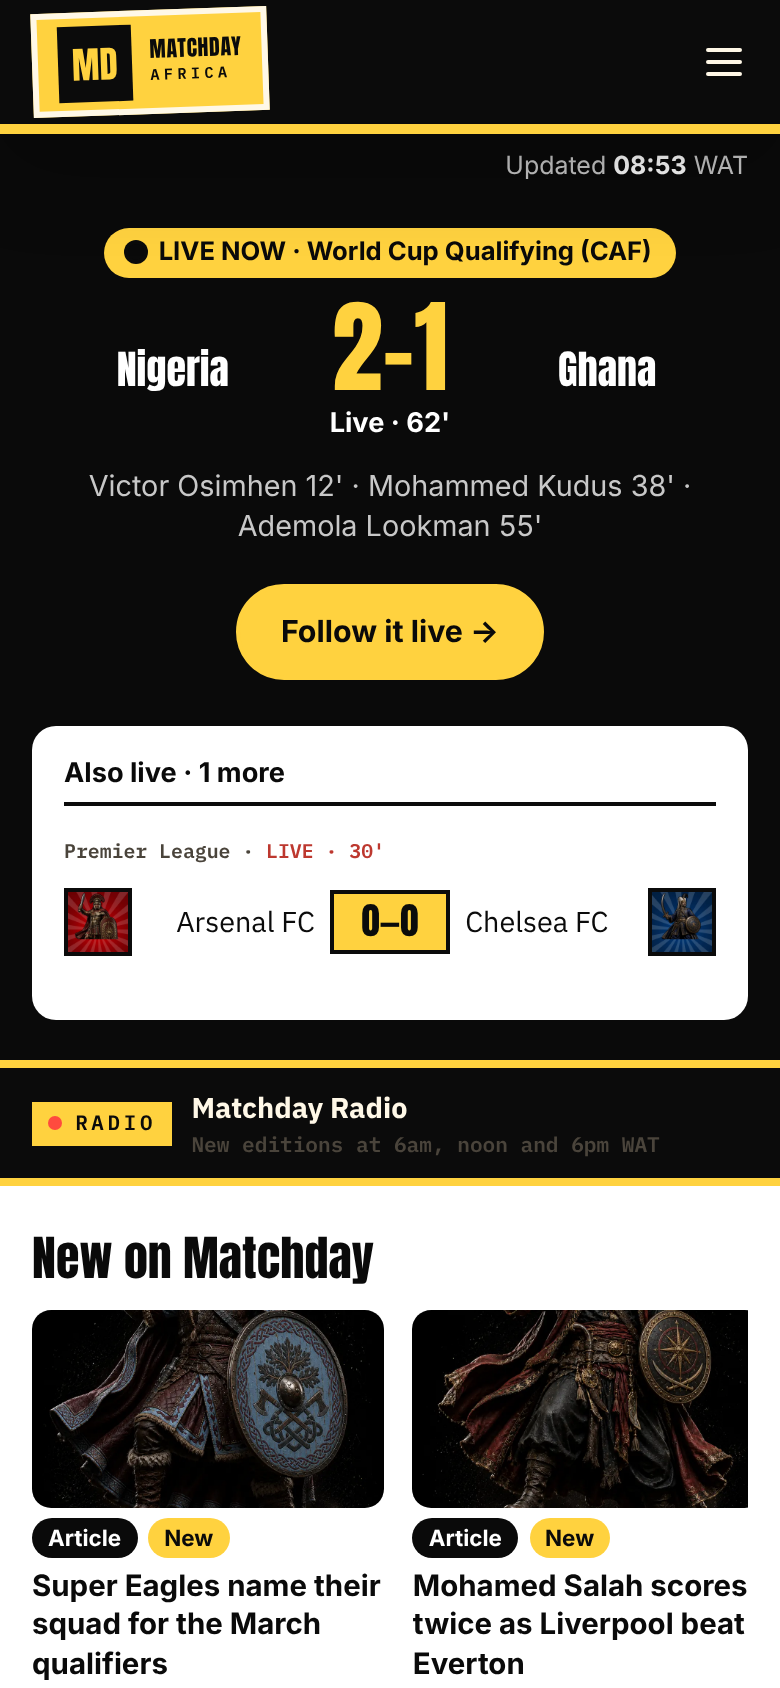 MD
MATCHDAY
AFRICA
Updated 08:53 WAT
LIVE NOW · World Cup Qualifying (CAF)
Nigeria
2-1
Ghana
Live · 62'
Victor Osimhen 12' · Mohammed Kudus 38' ·
Ademola Lookman 55'
Follow it live →
Also live · 1 more
Premier League · LIVE · 30'
Arsenal FC
0–0
Chelsea FC
RADIO
Matchday Radio
New editions at 6am, noon and 6pm WAT
New on Matchday
Article
New
Super Eagles name their
squad for the March
qualifiers
Article
New
Mohamed Salah scores
twice as Liverpool beat
Everton